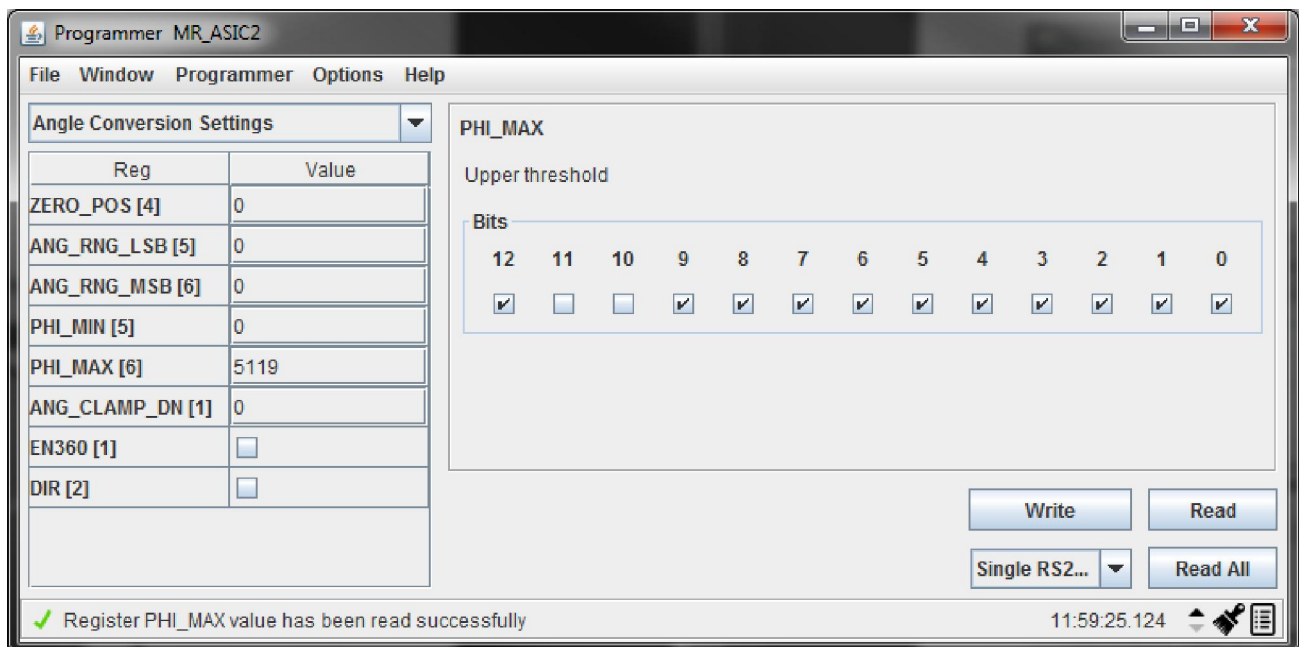 Programmer MR_ASIC2
File Window Programmer Options Help
Angle Conversion Settings
Reg Value
ZERO_POS [4] 0
ANG_RNG_LSB [5] 0
ANG_RNG_MSB [6] 0
PHI_MIN [5] 0
PHI_MAX [6] 5119
ANG_CLAMP_DN [1] 0
EN360 [1]
DIR [2]
PHI_MAX
Upper threshold
Bits
12 11 10 9 8 7 6 5 4 3 2 1 0
Write Read
Single RS2... Read All
Register PHI_MAX value has been read successfully 11:59:25.124